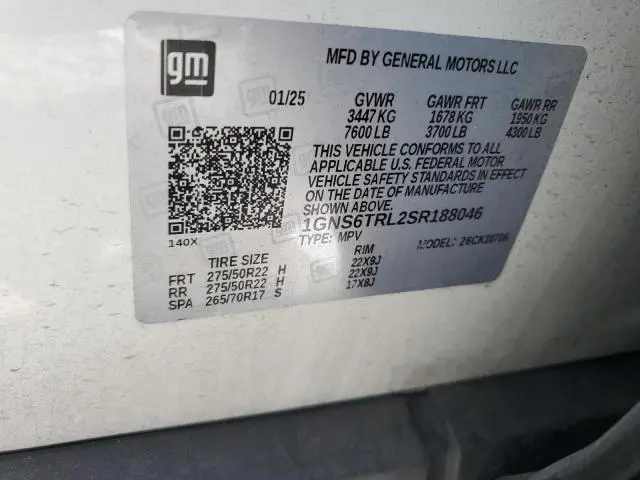 gm
MFD BY GENERAL MOTORS LLC
01/25 GVWR GAWR FRT GAWR RR
3447 KG 1678 KG 1950 KG
7600 LB 3700 LB 4300 LB
THIS VEHICLE CONFORMS TO ALL
APPLICABLE U.S. FEDERAL MOTOR
VEHICLE SAFETY STANDARDS IN EFFECT
ON THE DATE OF MANUFACTURE
SHOWN ABOVE.
1GNS6TRL2SR188046
140X TYPE: MPV MODEL:
TIRE SIZE RIM
FRT 275/50R22 H 22X9J
RR 275/50R22 H 22X9J
SPA 265/70R17 S 17X8J